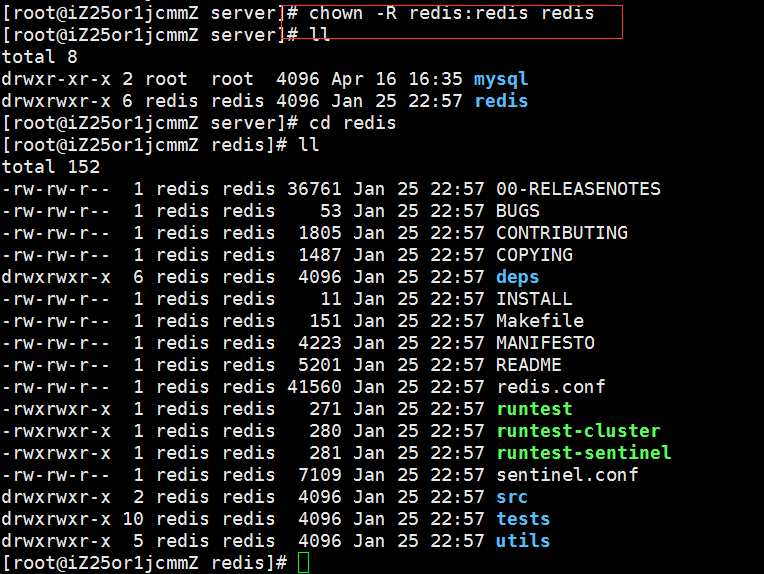 [root@iZ25or1jcmmZ server]# chown -R redis:redis redis
[root@iZ25or1jcmmZ server]# ll
total 8
drwxr-xr-x 2 root  root  4096 Apr 16 16:35 mysql
drwxrwxr-x 6 redis redis 4096 Jan 25 22:57 redis
[root@iZ25or1jcmmZ server]# cd redis
[root@iZ25or1jcmmZ redis]# ll
total 152
-rw-rw-r--  1 redis redis 36761 Jan 25 22:57 00-RELEASENOTES
-rw-rw-r--  1 redis redis    53 Jan 25 22:57 BUGS
-rw-rw-r--  1 redis redis  1805 Jan 25 22:57 CONTRIBUTING
-rw-rw-r--  1 redis redis  1487 Jan 25 22:57 COPYING
drwxrwxr-x  6 redis redis  4096 Jan 25 22:57 deps
-rw-rw-r--  1 redis redis    11 Jan 25 22:57 INSTALL
-rw-rw-r--  1 redis redis   151 Jan 25 22:57 Makefile
-rw-rw-r--  1 redis redis  4223 Jan 25 22:57 MANIFESTO
-rw-rw-r--  1 redis redis  5201 Jan 25 22:57 README
-rw-rw-r--  1 redis redis 41560 Jan 25 22:57 redis.conf
-rwxrwxr-x  1 redis redis   271 Jan 25 22:57 runtest
-rwxrwxr-x  1 redis redis   280 Jan 25 22:57 runtest-cluster
-rwxrwxr-x  1 redis redis   281 Jan 25 22:57 runtest-sentinel
-rw-rw-r--  1 redis redis  7109 Jan 25 22:57 sentinel.conf
drwxrwxr-x  2 redis redis  4096 Jan 25 22:57 src
drwxrwxr-x 10 redis redis  4096 Jan 25 22:57 tests
drwxrwxr-x  5 redis redis  4096 Jan 25 22:57 utils
[root@iZ25or1jcmmZ redis]#